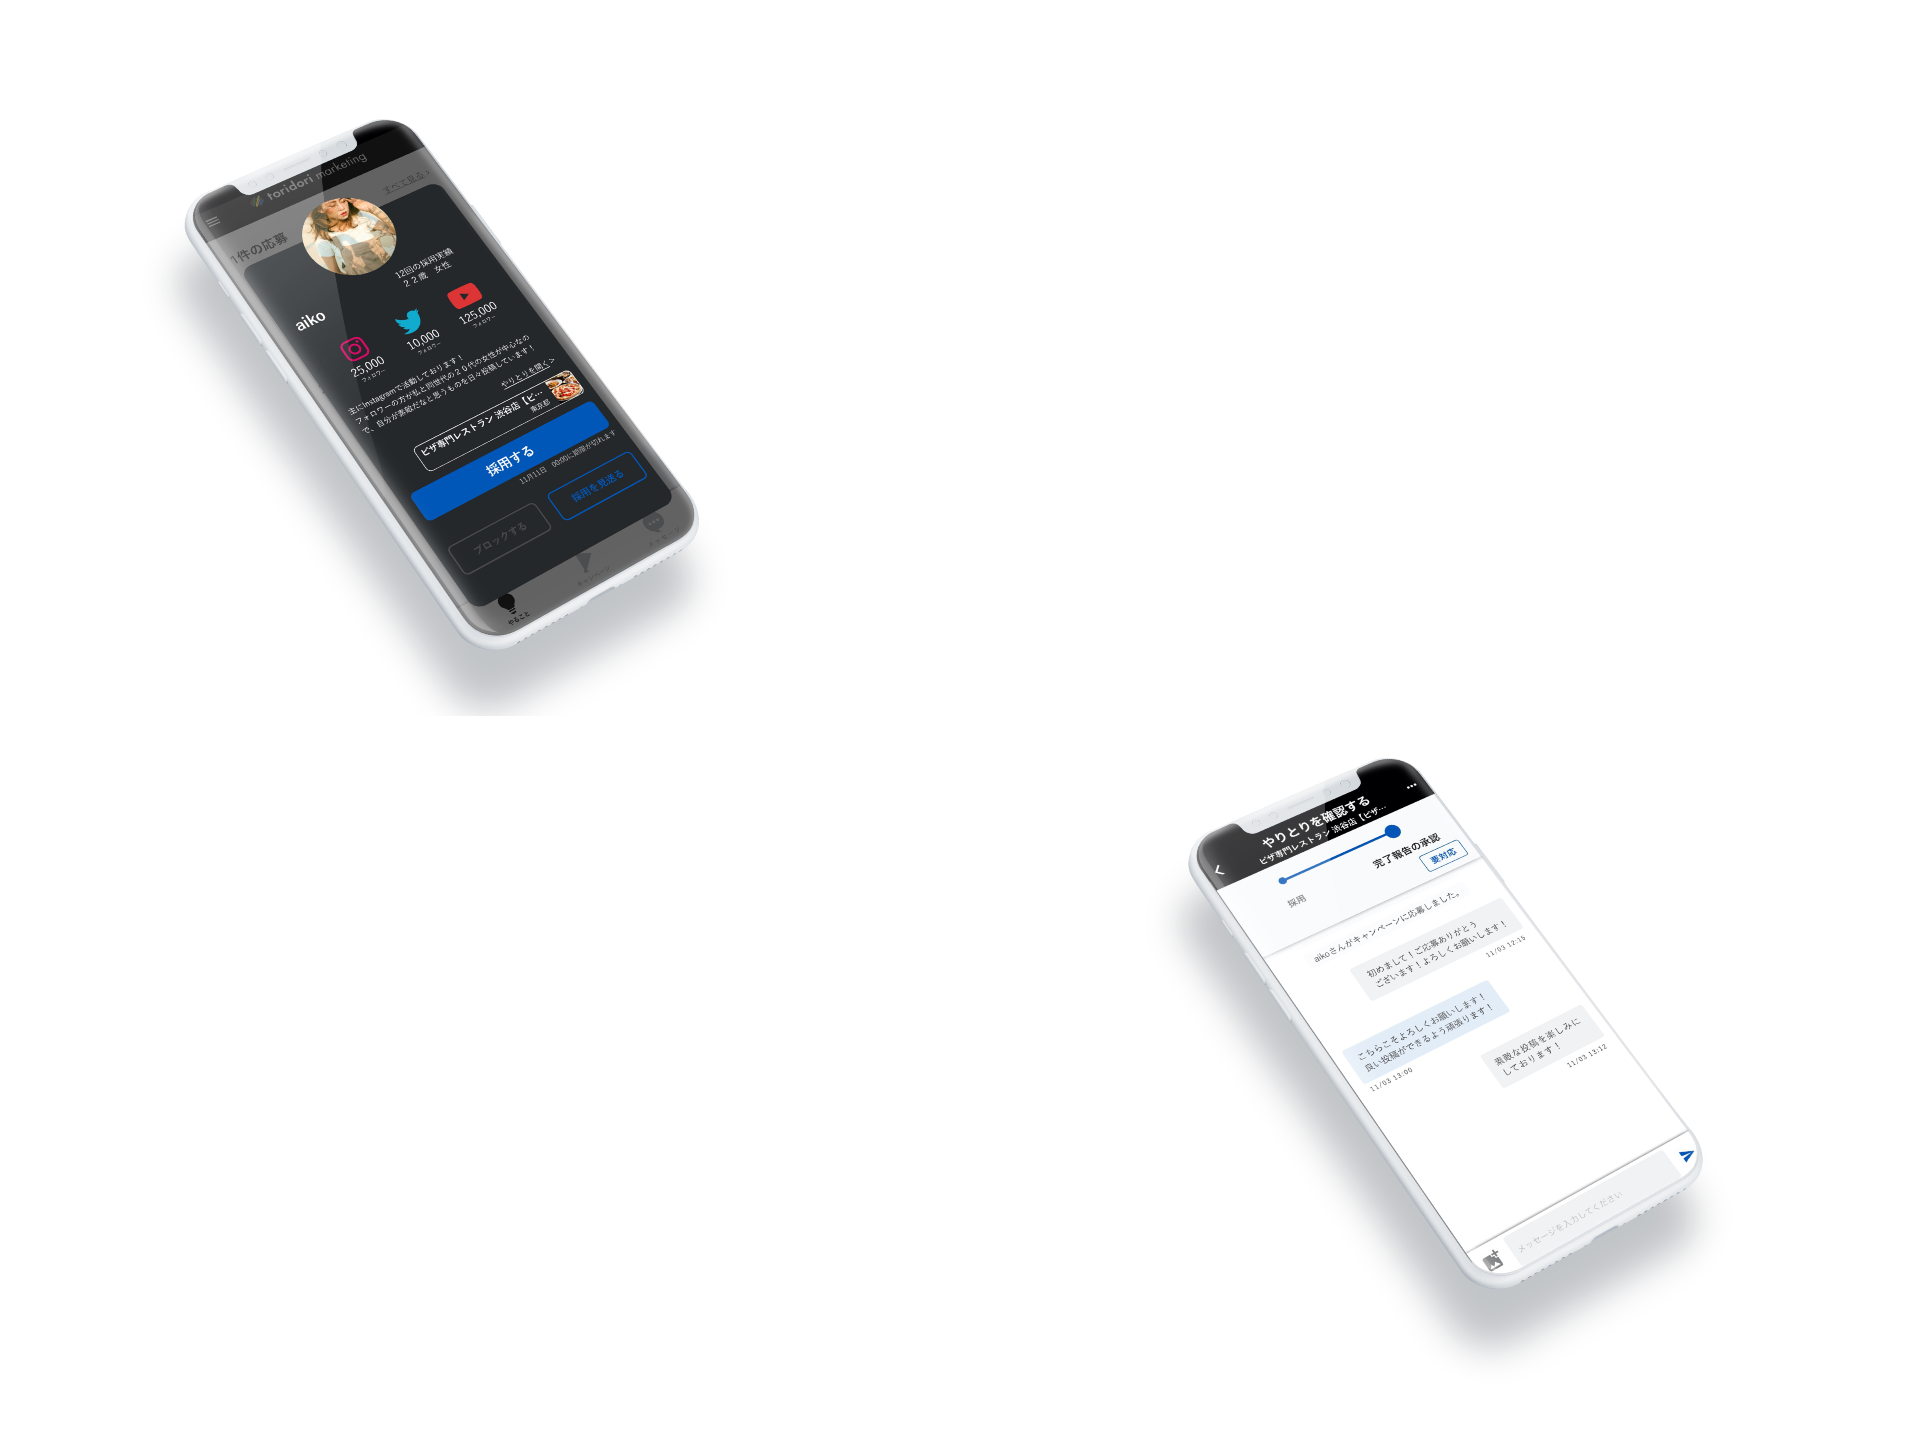 toridori marketing
すべて見る >
1件の応募
12回の採用実績
22歳 女性
aiko
25,000
フォロワー
10,000
フォロワー
125,000
フォロワー
主にInstagramで活動しております！
フォロワーの方が私と同世代の２０代の女性が中心なの
で、自分が素敵だなと思うものを日々投稿しています！
やりとりを開く >
ピザ専門レストラン 渋谷店【ピ…
東京都
採用する
11月11日 00:00に期限が切れます
ブロックする
採用を見送る
やること
やりとりを確認する
ピザ専門レストラン 渋谷店【ピザ…
採用
完了報告の承認
要対応
aikoさんがキャンペーンに応募しました。
初めまして！ご応募ありがとう
ございます！よろしくお願いします！
11/03 12:15
こちらこそよろしくお願いします！
良い投稿ができるよう頑張ります！
11/03 13:00
素敵な投稿を楽しみに
しております！
11/03 13:12
メッセージを入力してください